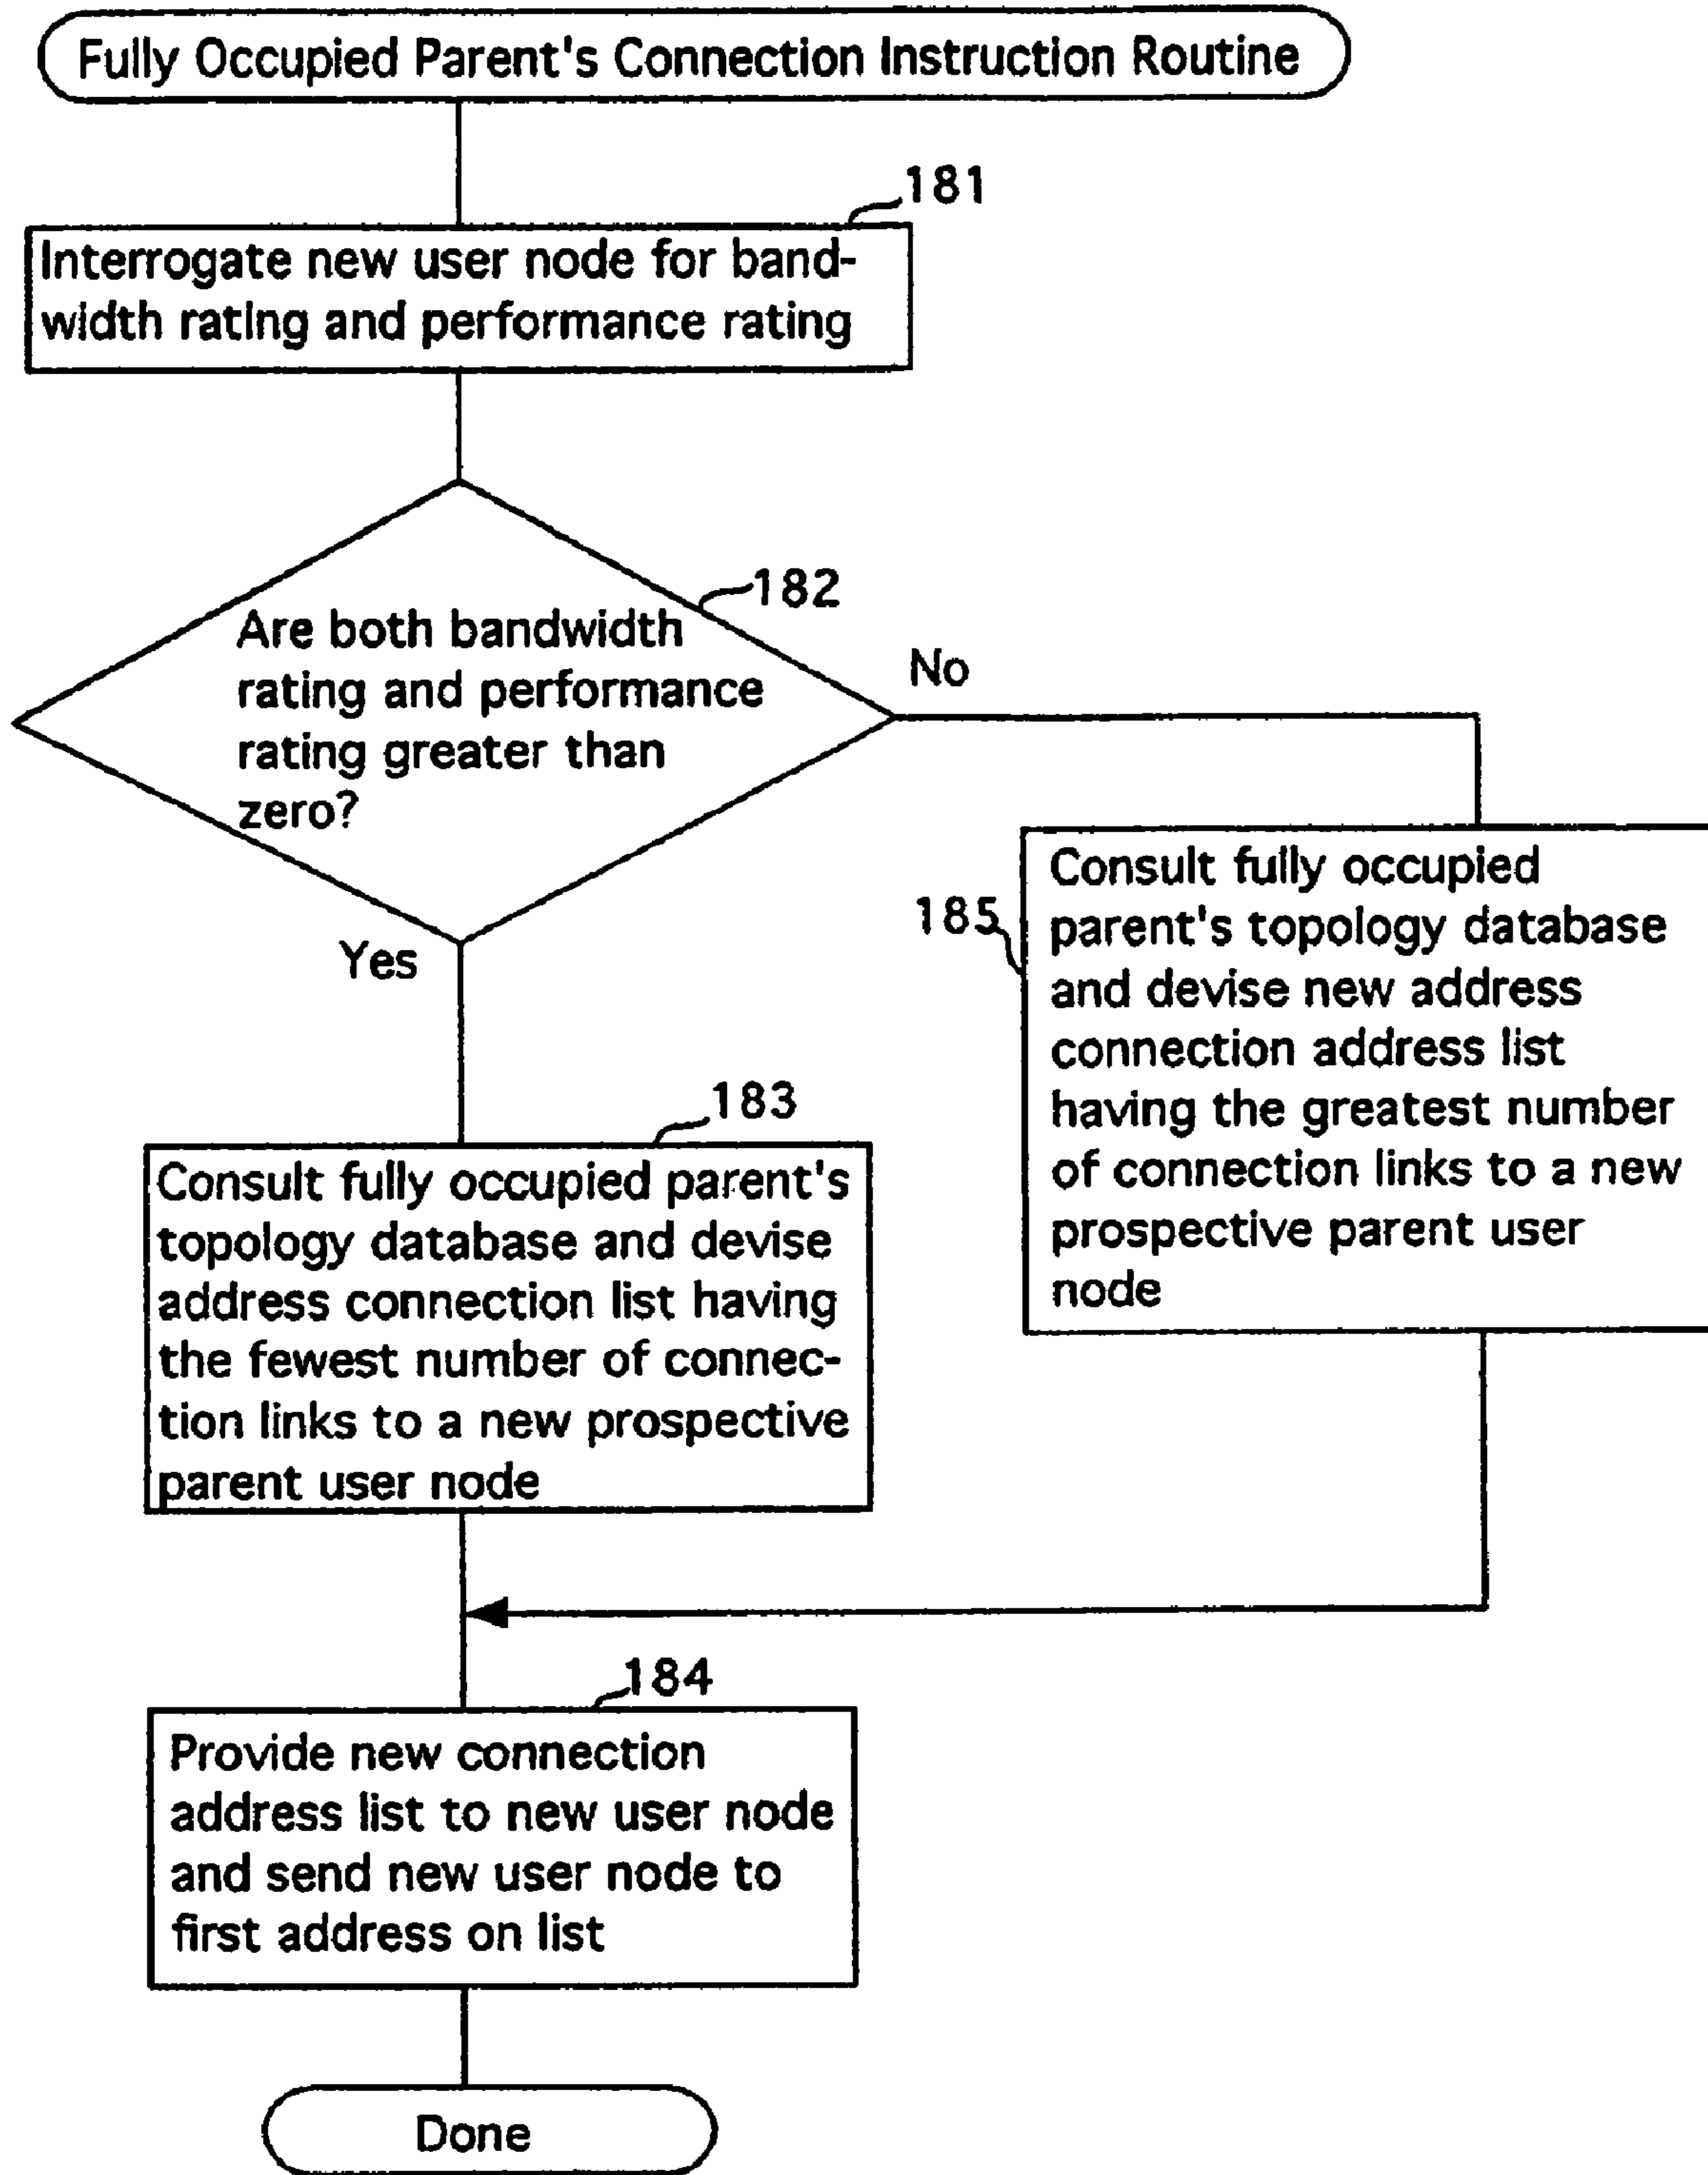 Fully Occupied Parent's Connection Instruction Routine
181
Interrogate new user node for band-
width rating and performance rating
182
Are both bandwidth
rating and performance
rating greater than
zero?
No
Yes
185
Consult fully occupied
parent's topology database
and devise new address
connection address list
having the greatest number
of connection links to a new
prospective parent user
node
183
Consult fully occupied parent's
topology database and devise
address connection list having
the fewest number of connec-
tion links to a new prospective
parent user node
184
Provide new connection
address list to new user node
and send new user node to
first address on list
Done